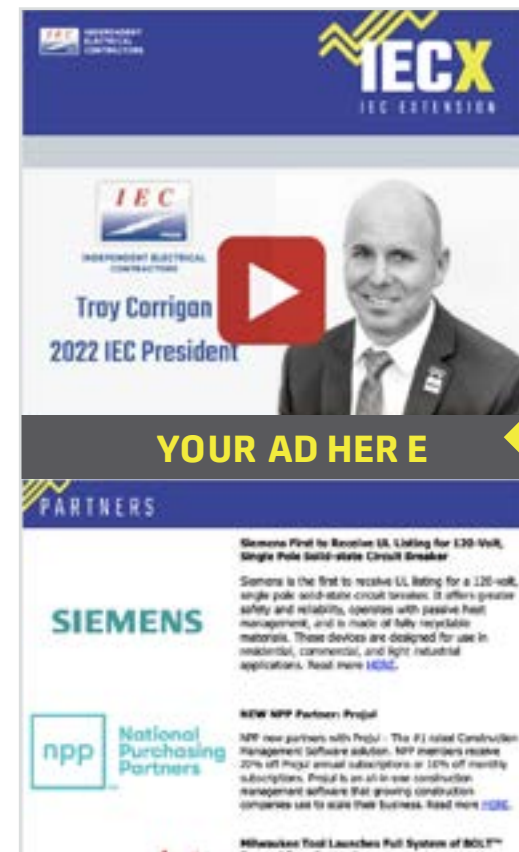 IEC INDEPENDENT
ELECTRICAL
CONTRACTORS
IECX
IEC EXTENSION
IEC
INDEPENDENT ELECTRICAL
CONTRACTORS
Troy Corrigan
2022 IEC President
YOUR AD HER E
PARTNERS
SIEMENS
Siemens First to Receive UL Listing for 120-Volt,
Single Pole Solid-state Circuit Breaker
Siemens is the first to receive UL listing for a 120-volt,
single pole solid-state circuit breaker. It offers greater
safety and reliability, operates with passive heat
management, and is made of fully recyclable
materials. These devices are designed for use in
residential, commercial, and light industrial
applications. Read more HERE.
npp National
Purchasing
Partners
NEW NPP Partner: Projul
NPP now partners with Projul – The #1 rated Construction
Management Software solution. NPP members receive
20% off Projul annual subscriptions or 10% off monthly
subscriptions. Projul is an all-in-one construction
management software that growing construction
companies use to scale their business. Read more HERE.
Milwaukee Tool Launches Full System of BOLT™